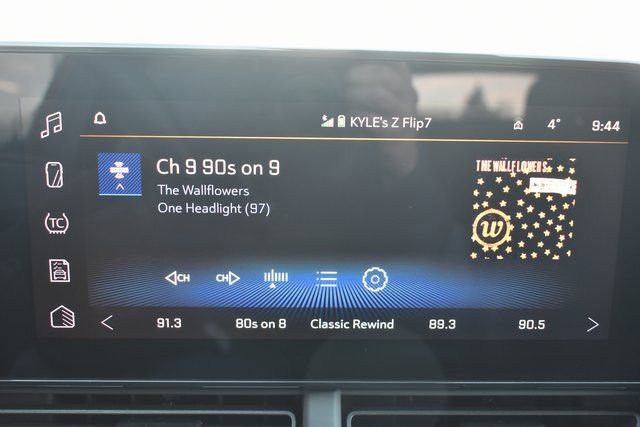 KYLE's Z Flip7
4°
9:44
Ch 9 90s on 9
The Wallflowers
One Headlight (97)
THE WALLFLOWERS
w
TC
CH
CH
91.3
80s on 8
Classic Rewind
89.3
90.5